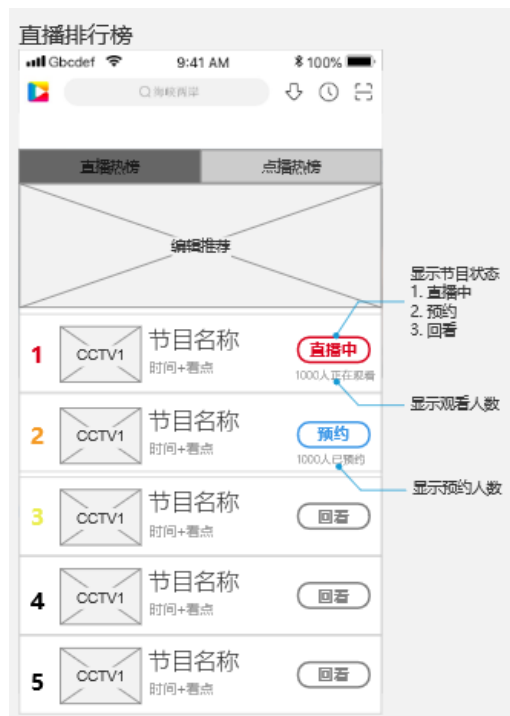 直播排行榜
Gbcdef 9:41 AM 100%
海峡两岸
直播热榜 点播热榜
编辑推荐
显示节目状态
1. 直播中
2. 预约
3. 回看
1 CCTV1 节目名称 直播中
时间+看点 1000人正在观看
显示观看人数
2 CCTV1 节目名称 预约
时间+看点 1000人已预约
显示预约人数
3 CCTV1 节目名称 回看
时间+看点
4 CCTV1 节目名称 回看
时间+看点
5 CCTV1 节目名称 回看
时间+看点